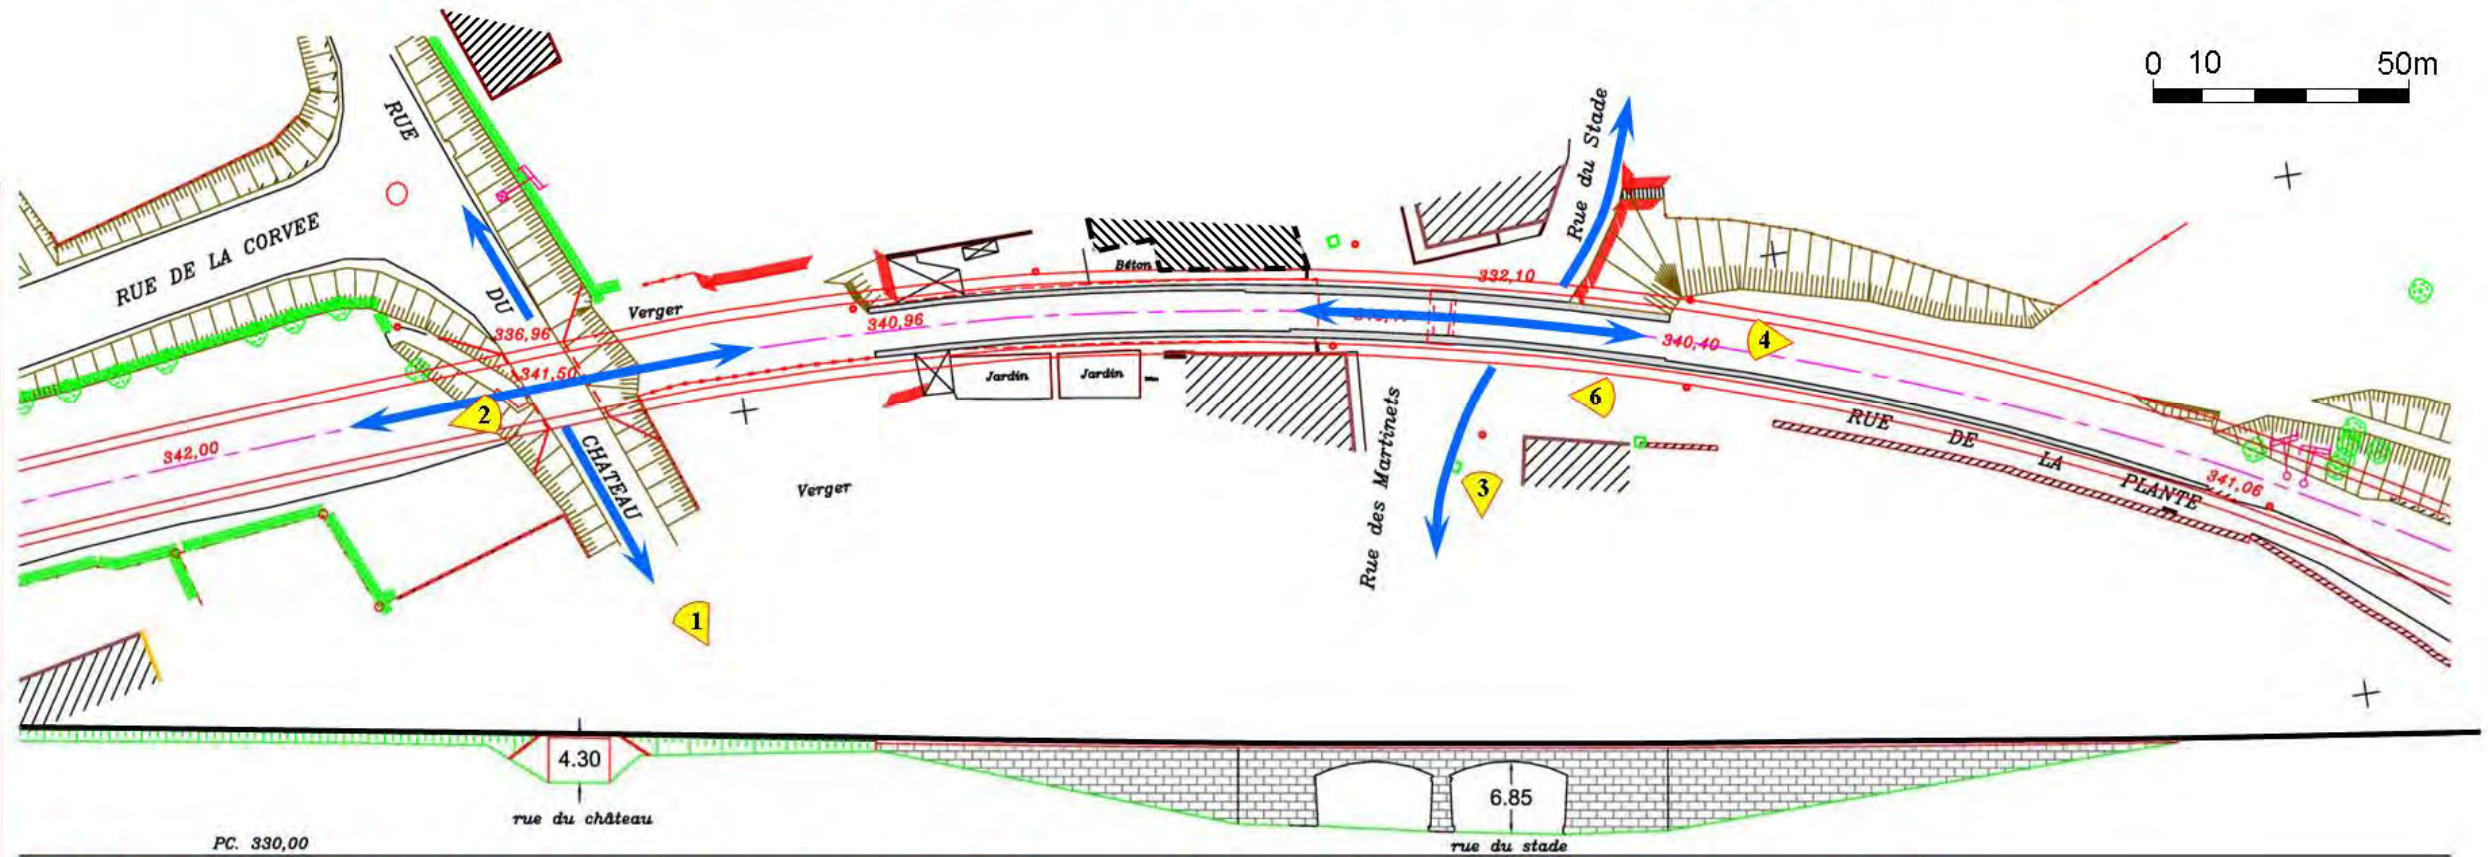 0 10 50m
RUE
Rue du Stade
RUE DE LA CORVEE
DU
Verger
336,96
341,50
340,96
Béton
332,10
340,40
4
2
342,00
CHATEAU
Jardin
Jardin
6
Rue des Martinets
3
Verger
RUE DE LA PLANTE
341,06
1
4.30
6.85
rue du château
rue du stade
PC. 330,00